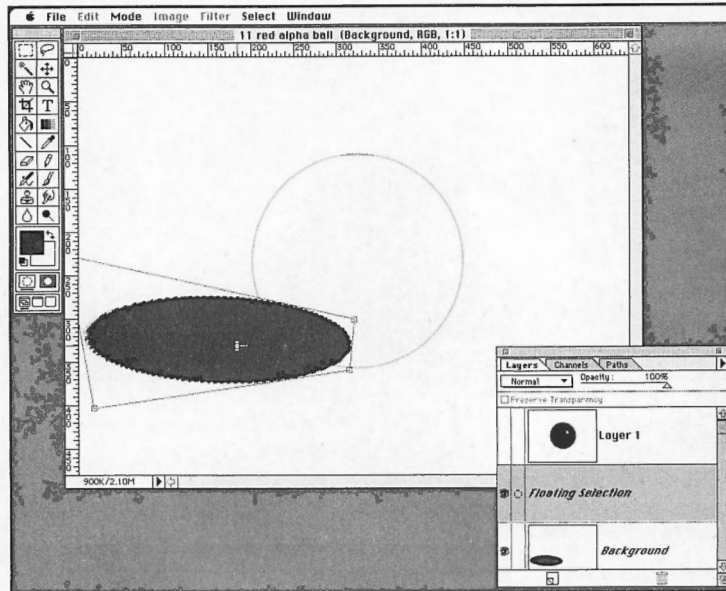 File Edit Mode Image Filter Select Window
11 red alpha ball (Background, RGB, 1:1)
0 50 100 150 200 250 300 350 400 450 500 550 600
T
900K/2.10M
Layers Channels Paths
Normal Opacity: 100%
Preserve Transparency
Layer 1
Floating Selection
Background